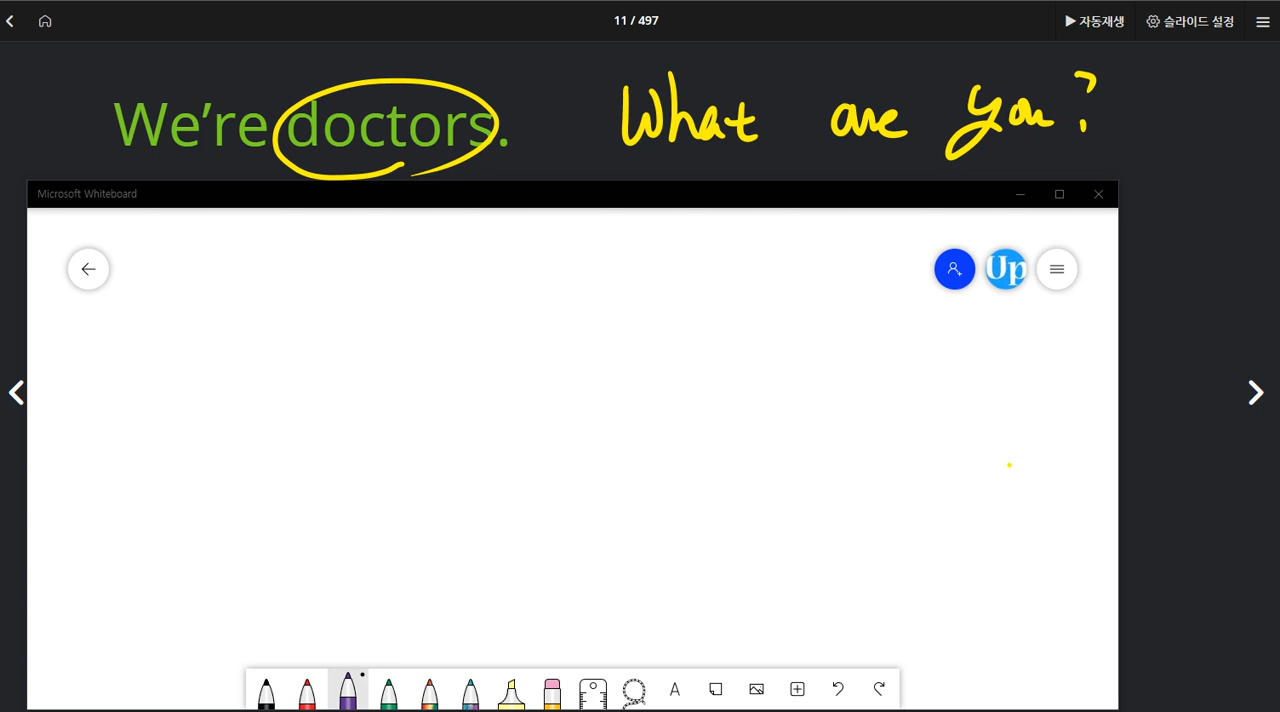 11 / 497
▶ 자동재생
슬라이드 설정
We're doctors.
What are you?
Microsoft Whiteboard
Up
A